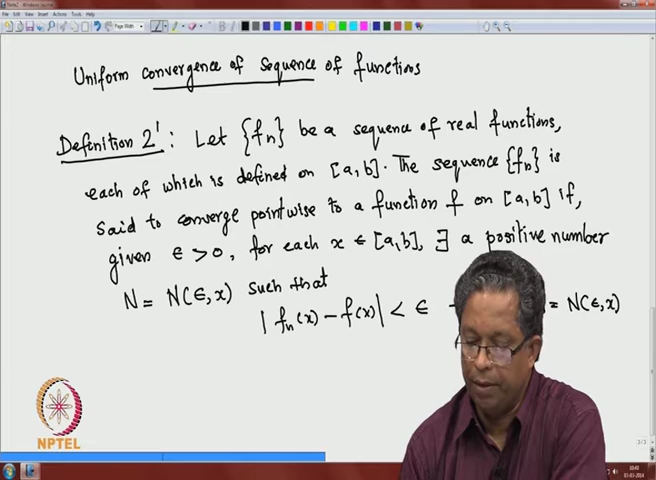 Uniform convergence of Sequence of functions
Definition 2': Let {fn} be a sequence of real functions,
each of which is defined on [a,b]. The sequence {fn} is
said to converge pointwise to a function f on [a,b] if,
given ε > 0, for each x ∈ [a,b], ∃ a positive number
N = N(ε, x) such that
| fn(x) − f(x) | < ε = N(ε, x)
NPTEL